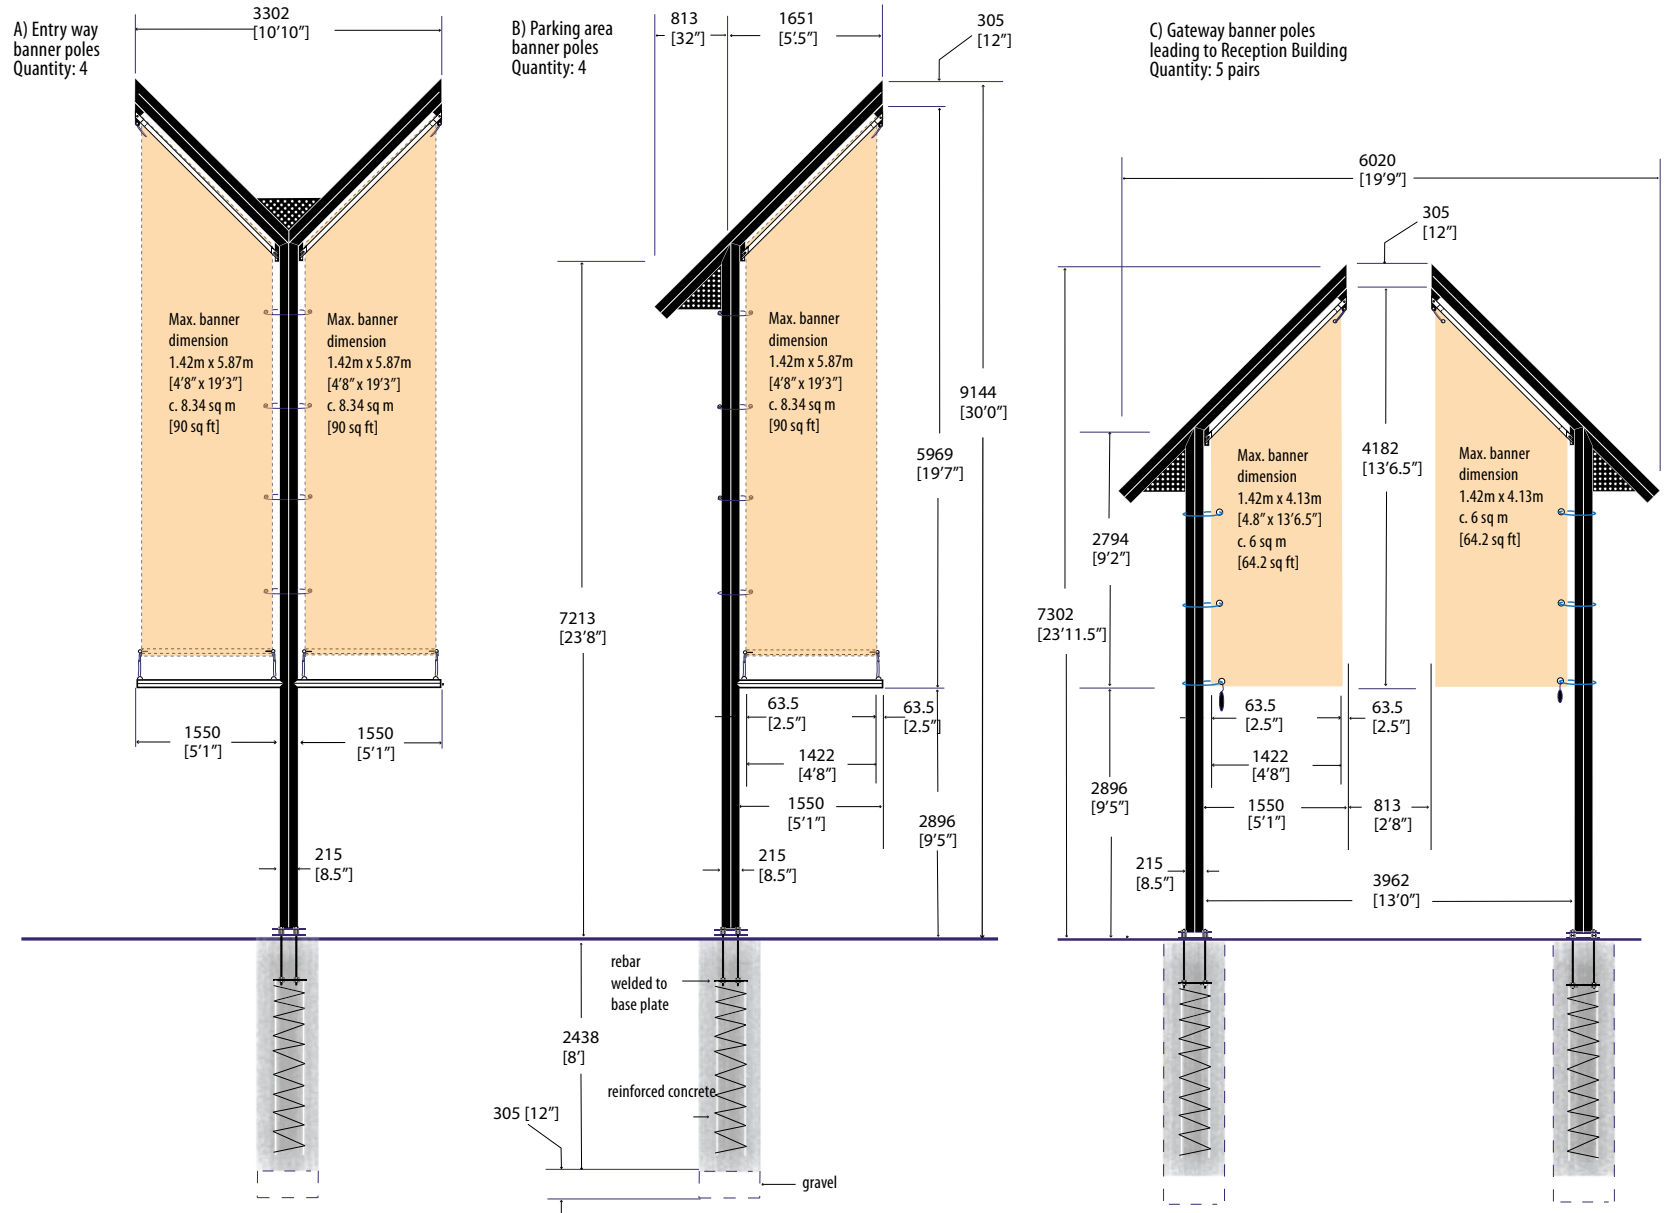 A) Entry way
banner poles
Quantity: 4
3302
[10'10"]
Max. banner
dimension
1.42m x 5.87m
[4'8" x 19'3"]
c. 8.34 sq m
[90 sq ft]
Max. banner
dimension
1.42m x 5.87m
[4'8" x 19'3"]
c. 8.34 sq m
[90 sq ft]
1550
[5'1"]
1550
[5'1"]
215
[8.5"]
B) Parking area
banner poles
Quantity: 4
813
[32"]
1651
[5'.5"]
305
[12"]
Max. banner
dimension
1.42m x 5.87m
[4'8" x 19'3"]
c. 8.34 sq m
[90 sq ft]
9144
[30'0"]
5969
[19'7"]
7213
[23'8"]
63.5
[2.5"]
63.5
[2.5"]
1422
[4'8"]
1550
[5'1"]
2896
[9'5"]
215
[8.5"]
rebar
welded to
base plate
2438
[8']
reinforced concrete
305 [12"]
gravel
C) Gateway banner poles
leading to Reception Building
Quantity: 5 pairs
6020
[19'9"]
305
[12"]
4182
[13'6.5"]
Max. banner
dimension
1.42m x 4.13m
[4.8" x 13'6.5"]
c. 6 sq m
[64.2 sq ft]
Max. banner
dimension
1.42m x 4.13m
c. 6 sq m
[64.2 sq ft]
2794
[9'2"]
7302
[23'11.5"]
63.5
[2.5"]
63.5
[2.5"]
1422
[4'8"]
2896
[9'5"]
1550
[5'1"]
813
[2'8"]
215
[8.5"]
3962
[13'0"]